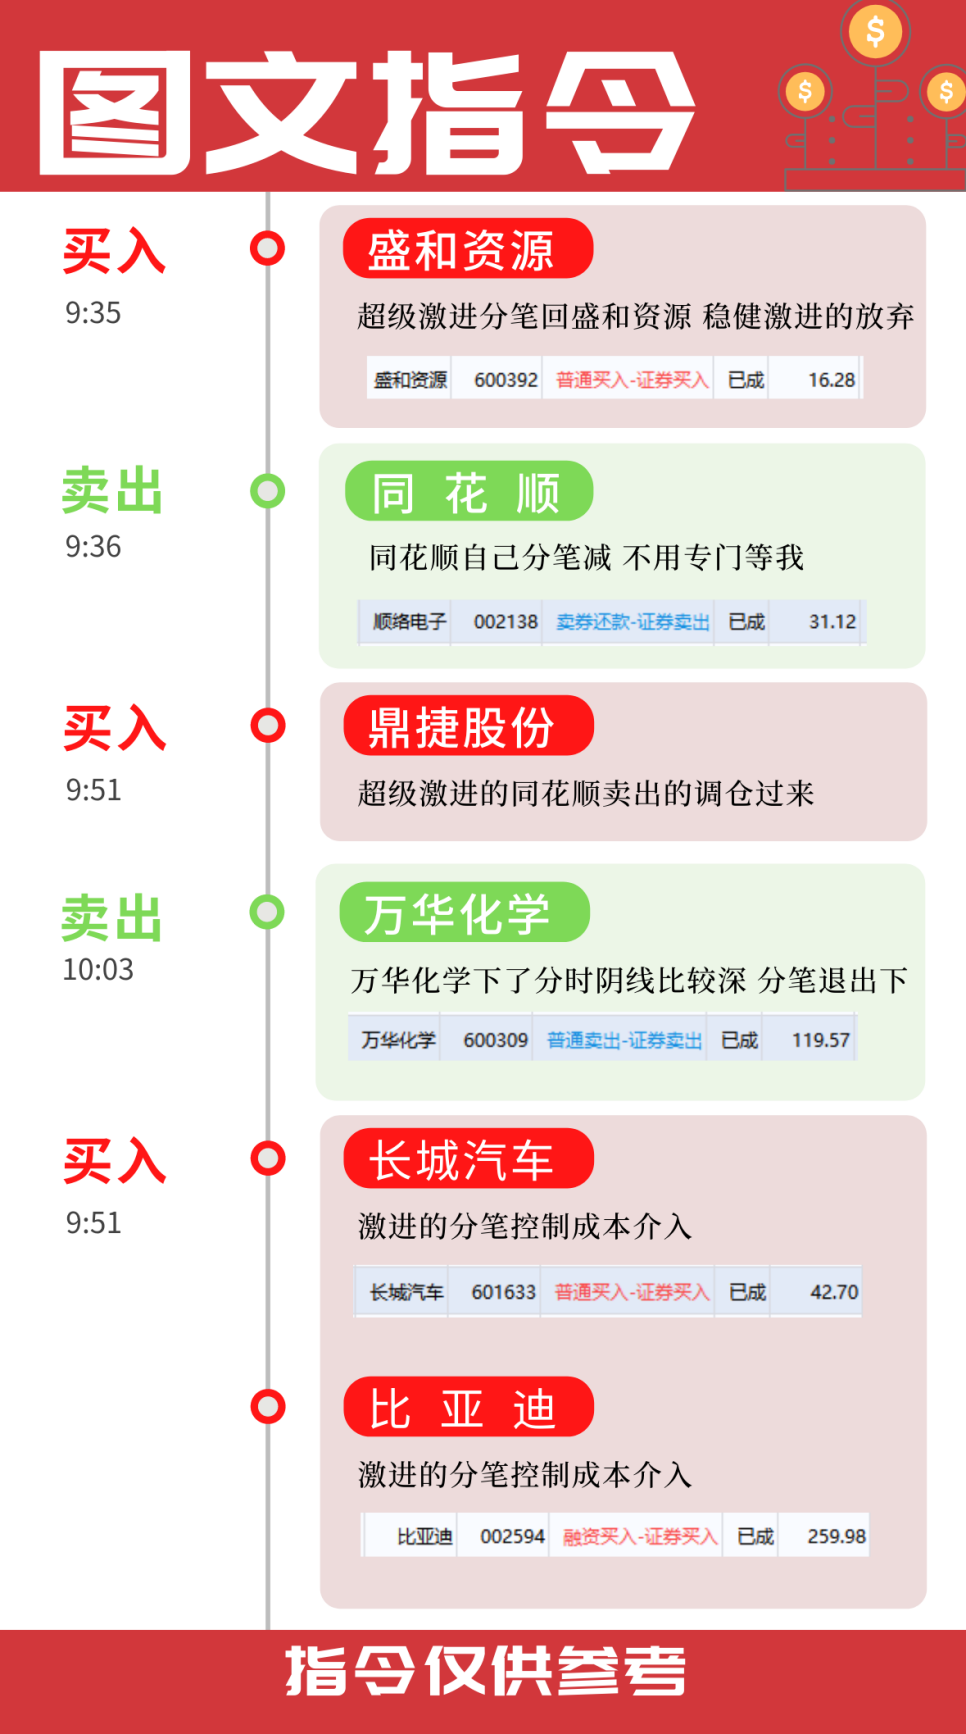 图文指令
$ $ $
买入
9:35
盛和资源
超级激进分笔回盛和资源 稳健激进的放弃
盛和资源 600392 普通买入-证券买入 已成 16.28
卖出
9:36
同花顺
同花顺自己分笔减 不用专门等我
顺络电子 002138 卖券还款-证券卖出 已成 31.12
买入
9:51
鼎捷股份
超级激进的同花顺卖出的调仓过来
卖出
10:03
万华化学
万华化学下了分时阴线比较深 分笔退出下
万华化学 600309 普通卖出-证券卖出 已成 119.57
买入
9:51
长城汽车
激进的分笔控制成本介入
长城汽车 601633 普通买入-证券买入 已成 42.70
比亚迪
激进的分笔控制成本介入
比亚迪 002594 融资买入-证券买入 已成 259.98
指令仅供参考